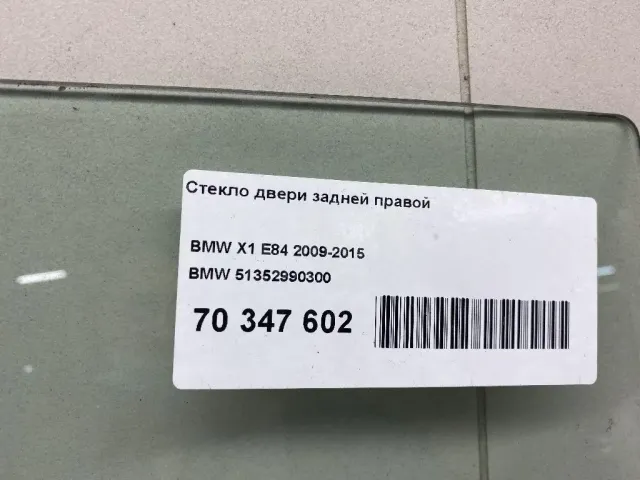 Стекло двери задней правой
BMW X1 E84 2009-2015
BMW 51352990300
70 347 602